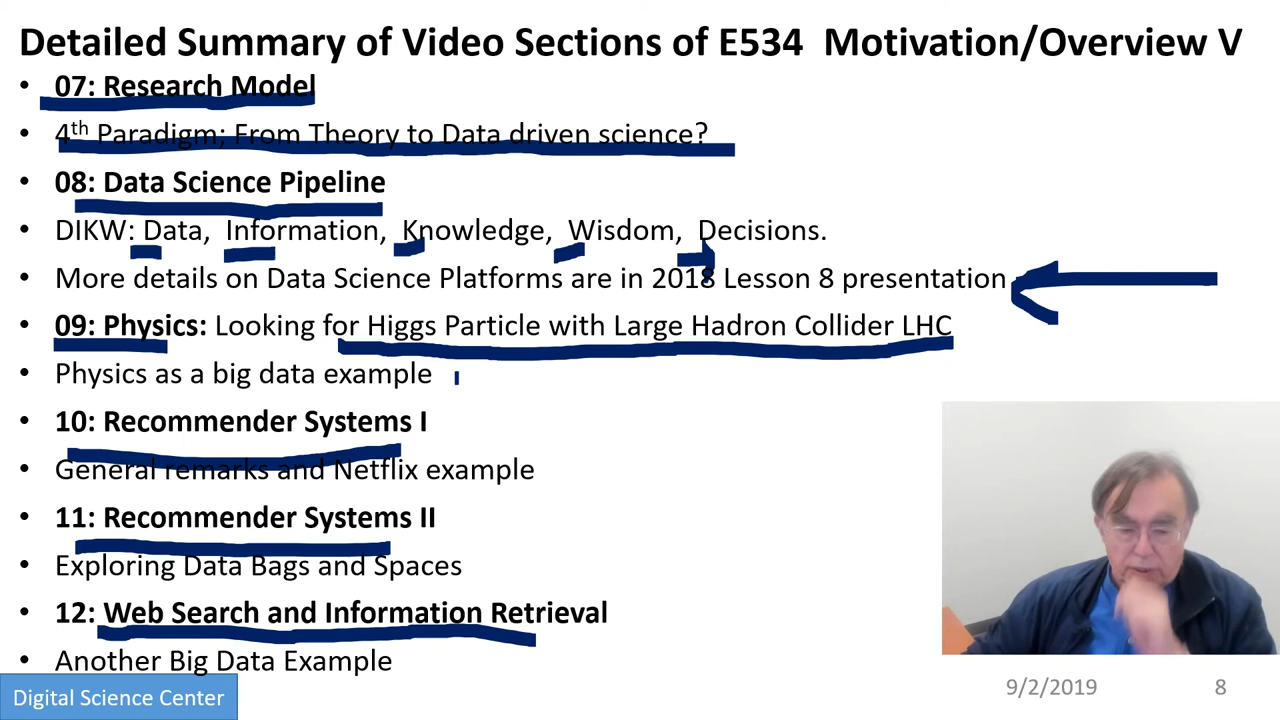 Detailed Summary of Video Sections of E534 Motivation/Overview V
• 07: Research Model
• 4th Paradigm; From Theory to Data driven science?
• 08: Data Science Pipeline
• DIKW: Data, Information, Knowledge, Wisdom, Decisions.
• More details on Data Science Platforms are in 2018 Lesson 8 presentation
• 09: Physics: Looking for Higgs Particle with Large Hadron Collider LHC
• Physics as a big data example
• 10: Recommender Systems I
• General remarks and Netflix example
• 11: Recommender Systems II
• Exploring Data Bags and Spaces
• 12: Web Search and Information Retrieval
• Another Big Data Example
Digital Science Center
9/2/2019
8